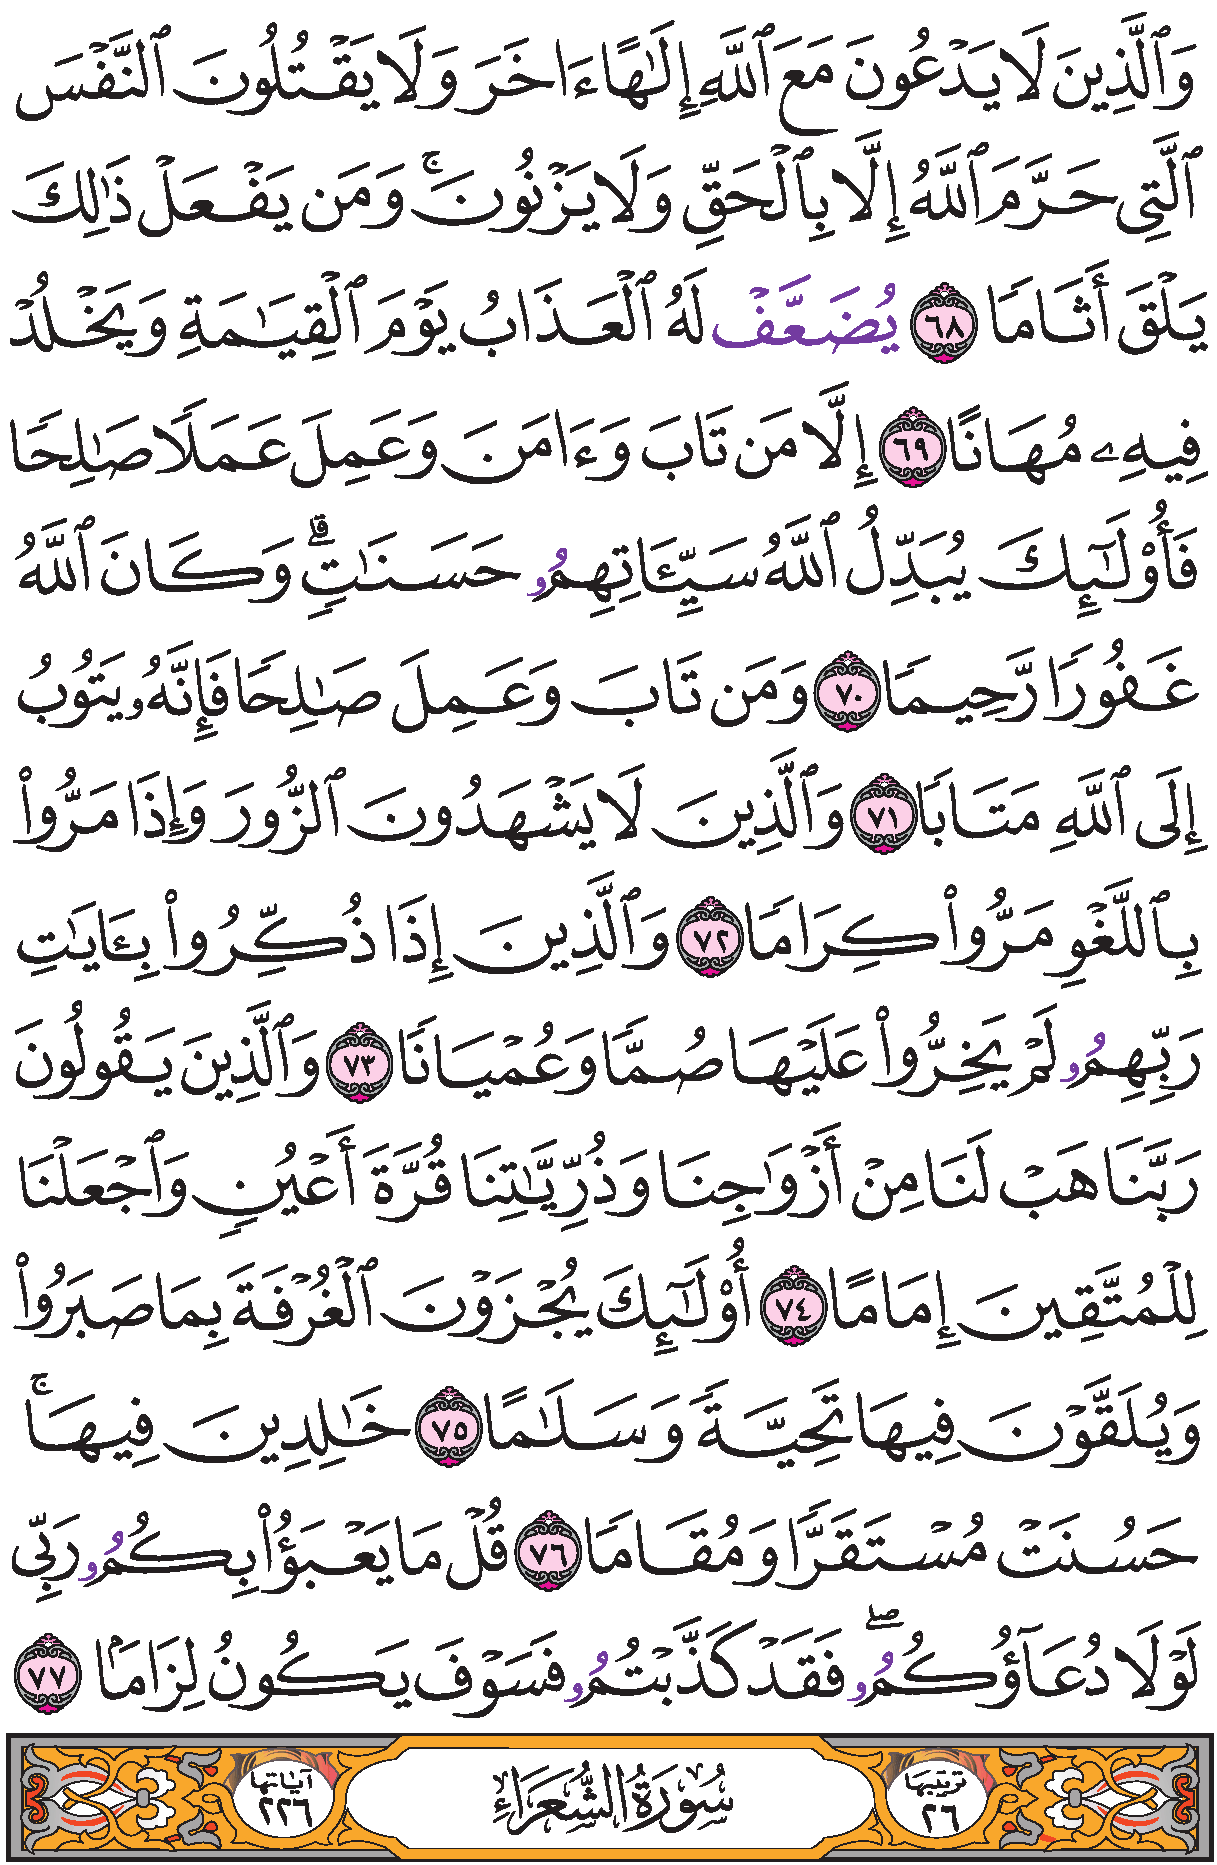 وَٱلَّذِينَ لَا يَدۡعُونَ مَعَ ٱللَّهِ إِلَٰهًا ءَاخَرَ وَلَا يَقۡتُلُونَ ٱلنَّفۡسَ
ٱلَّتِي حَرَّمَ ٱللَّهُ إِلَّا بِٱلۡحَقِّ وَلَا يَزۡنُونَۚ وَمَن يَفۡعَلۡ ذَٰلِكَ
يَلۡقَ أَثَامٗا ٦٨ يُضَعَّفۡ لَهُ ٱلۡعَذَابُ يَوۡمَ ٱلۡقِيَٰمَةِ وَيَخۡلُدۡ
فِيهِۦ مُهَانًا ٦٩ إِلَّا مَن تَابَ وَءَامَنَ وَعَمِلَ عَمَلٗا صَٰلِحٗا
فَأُوْلَٰٓئِكَ يُبَدِّلُ ٱللَّهُ سَيِّـَٔاتِهِمُۥ حَسَنَٰتٖۗ وَكَانَ ٱللَّهُ
غَفُورٗا رَّحِيمٗا ٧٠ وَمَن تَابَ وَعَمِلَ صَٰلِحٗا فَإِنَّهُۥ يَتُوبُ
إِلَى ٱللَّهِ مَتَابٗا ٧١ وَٱلَّذِينَ لَا يَشۡهَدُونَ ٱلزُّورَ وَإِذَا مَرُّواْ
بِٱللَّغۡوِ مَرُّواْ كِرَامٗا ٧٢ وَٱلَّذِينَ إِذَا ذُكِّرُواْ بِـَٔايَٰتِ
رَبِّهِمُۥ لَمۡ يَخِرُّواْ عَلَيۡهَا صُمّٗا وَعُمۡيَانٗا ٧٣ وَٱلَّذِينَ يَقُولُونَ
رَبَّنَا هَبۡ لَنَا مِنۡ أَزۡوَٰجِنَا وَذُرِّيَّٰتِنَا قُرَّةَ أَعۡيُنٖ وَٱجۡعَلۡنَا
لِلۡمُتَّقِينَ إِمَامًا ٧٤ أُوْلَٰٓئِكَ يُجۡزَوۡنَ ٱلۡغُرۡفَةَ بِمَا صَبَرُواْ
وَيُلَقَّوۡنَ فِيهَا تَحِيَّةٗ وَسَلَٰمًا ٧٥ خَٰلِدِينَ فِيهَاۚ
حَسُنَتۡ مُسۡتَقَرّٗا وَمُقَامٗا ٧٦ قُلۡ مَا يَعۡبَؤُاْ بِكُمُۥ رَبِّي
لَوۡلَا دُعَآؤُكُمُۥۖ فَقَدۡ كَذَّبۡتُمُۥ فَسَوۡفَ يَكُونُ لِزَامَۢا ٧٧
ترتيبها ٢٦ سُورَةُ الشُّعَرَاءِ آياتها ٢٢٦